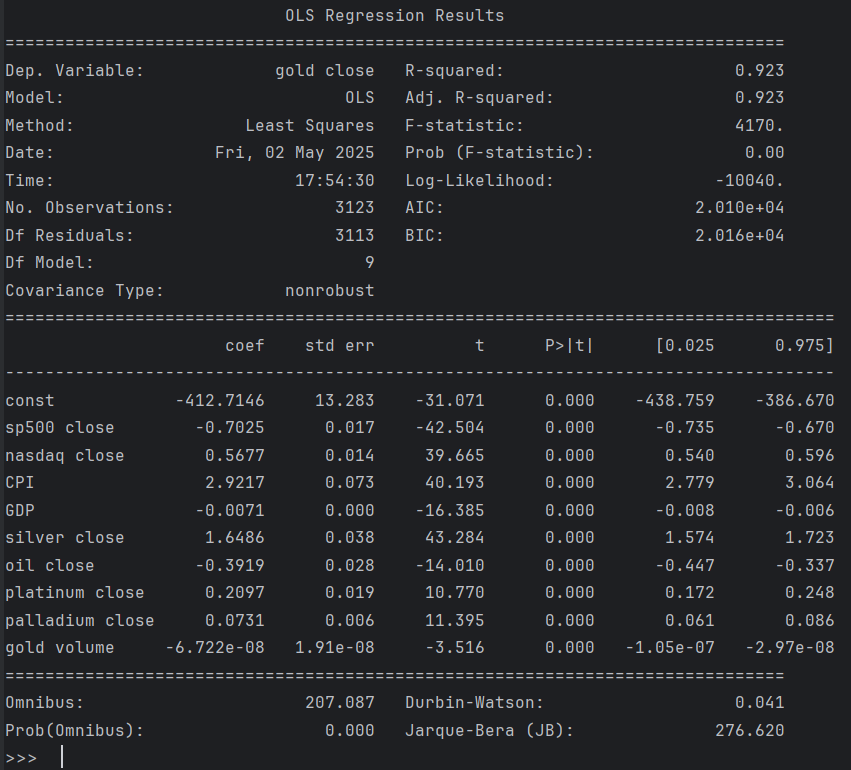 OLS Regression Results
==============================================================================
Dep. Variable: gold close R-squared: 0.923
Model: OLS Adj. R-squared: 0.923
Method: Least Squares F-statistic: 4170.
Date: Fri, 02 May 2025 Prob (F-statistic): 0.00
Time: 17:54:30 Log-Likelihood: -10040.
No. Observations: 3123 AIC: 2.010e+04
Df Residuals: 3113 BIC: 2.016e+04
Df Model: 9
Covariance Type: nonrobust
===================================================================================
coef std err t P>|t| [0.025 0.975]
-----------------------------------------------------------------------------------
const -412.7146 13.283 -31.071 0.000 -438.759 -386.670
sp500 close -0.7025 0.017 -42.504 0.000 -0.735 -0.670
nasdaq close 0.5677 0.014 39.665 0.000 0.540 0.596
CPI 2.9217 0.073 40.193 0.000 2.779 3.064
GDP -0.0071 0.000 -16.385 0.000 -0.008 -0.006
silver close 1.6486 0.038 43.284 0.000 1.574 1.723
oil close -0.3919 0.028 -14.010 0.000 -0.447 -0.337
platinum close 0.2097 0.019 10.770 0.000 0.172 0.248
palladium close 0.0731 0.006 11.395 0.000 0.061 0.086
gold volume -6.722e-08 1.91e-08 -3.516 0.000 -1.05e-07 -2.97e-08
==============================================================================
Omnibus: 207.087 Durbin-Watson: 0.041
Prob(Omnibus): 0.000 Jarque-Bera (JB): 276.620
>>>